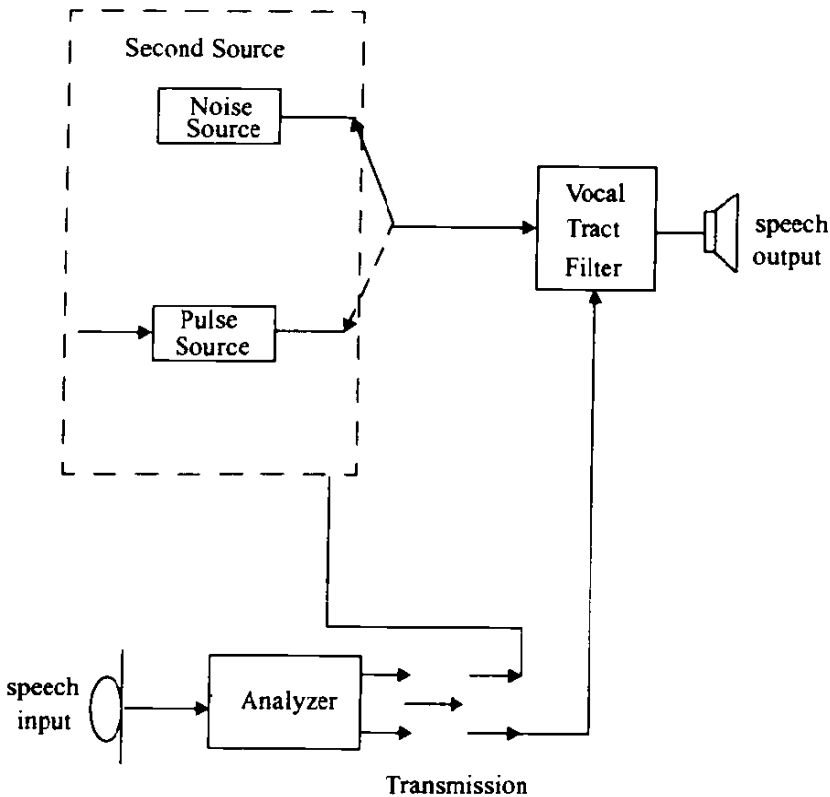 Second Source
Noise
Source
Vocal
Tract
Filter
speech
output
Pulse
Source
speech
input
Analyzer
Transmission